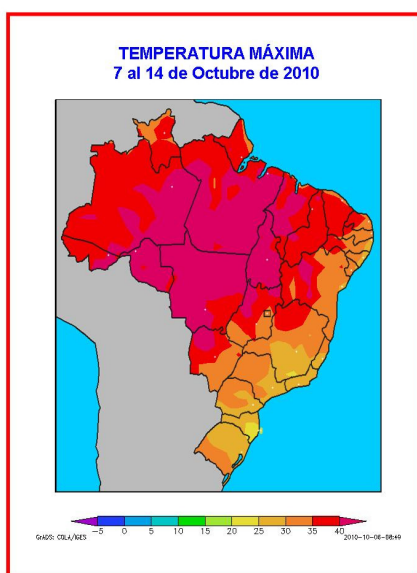 TEMPERATURA MÁXIMA
7 al 14 de Octubre de 2010
-5 0 5 10 15 20 25 30 35 40
GrADS: COLA/IGES 2010-10-06-08:49